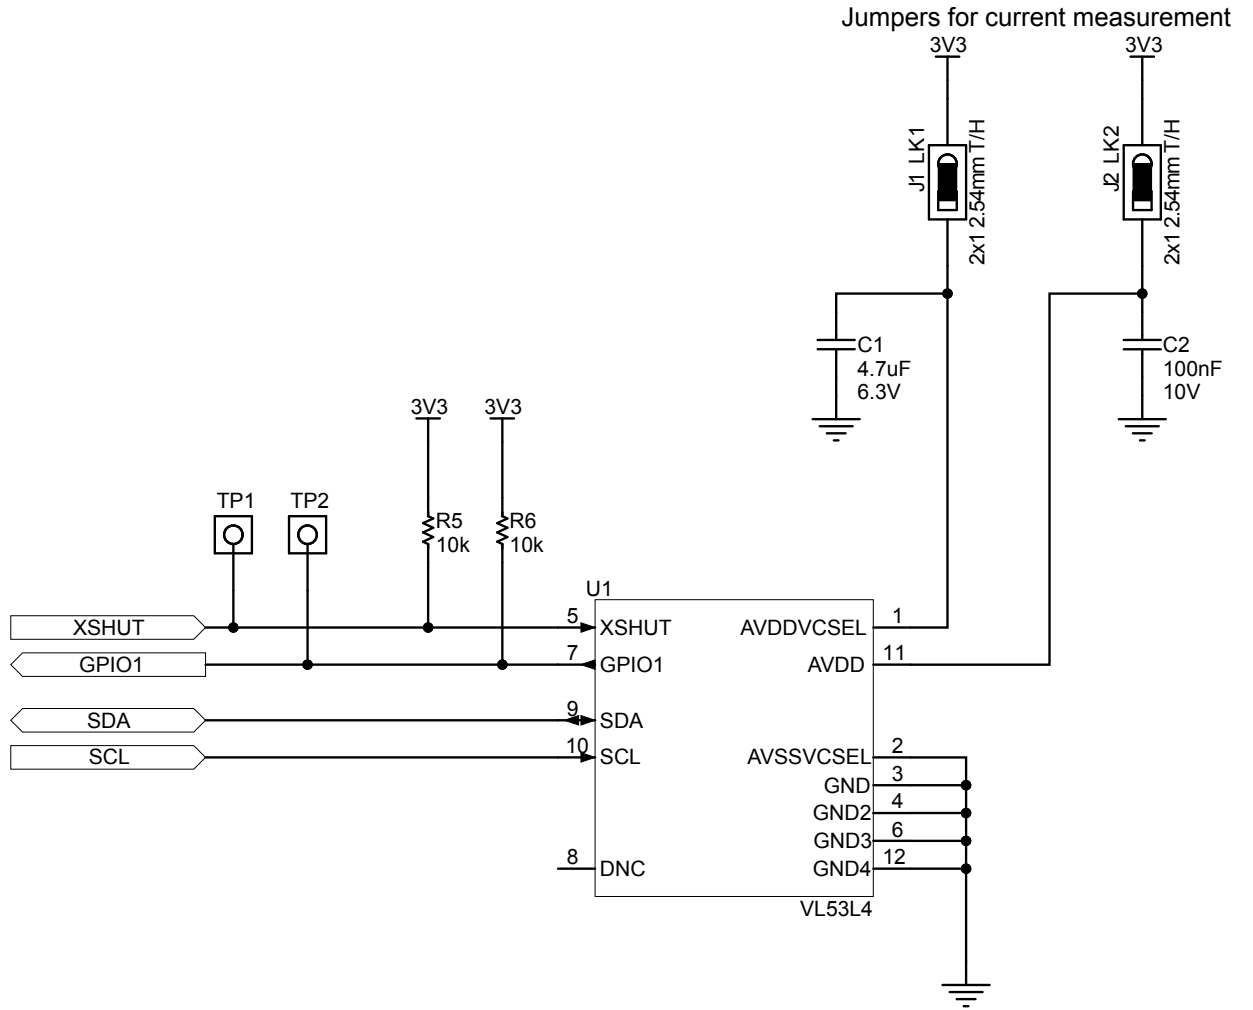 Jumpers for current measurement
3V3
3V3
J1 LK1
2x1 2.54mm T/H
J2 LK2
2x1 2.54mm T/H
C1
4.7uF
6.3V
C2
100nF
10V
3V3
3V3
TP1
TP2
R5
10k
R6
10k
U1
XSHUT
5
XSHUT
AVDDVCSEL
1
GPIO1
7
GPIO1
AVDD
11
SDA
9
SDA
SCL
10
SCL
AVSSVCSEL
2
GND
3
GND2
4
GND3
6
8
DNC
GND4
12
VL53L4